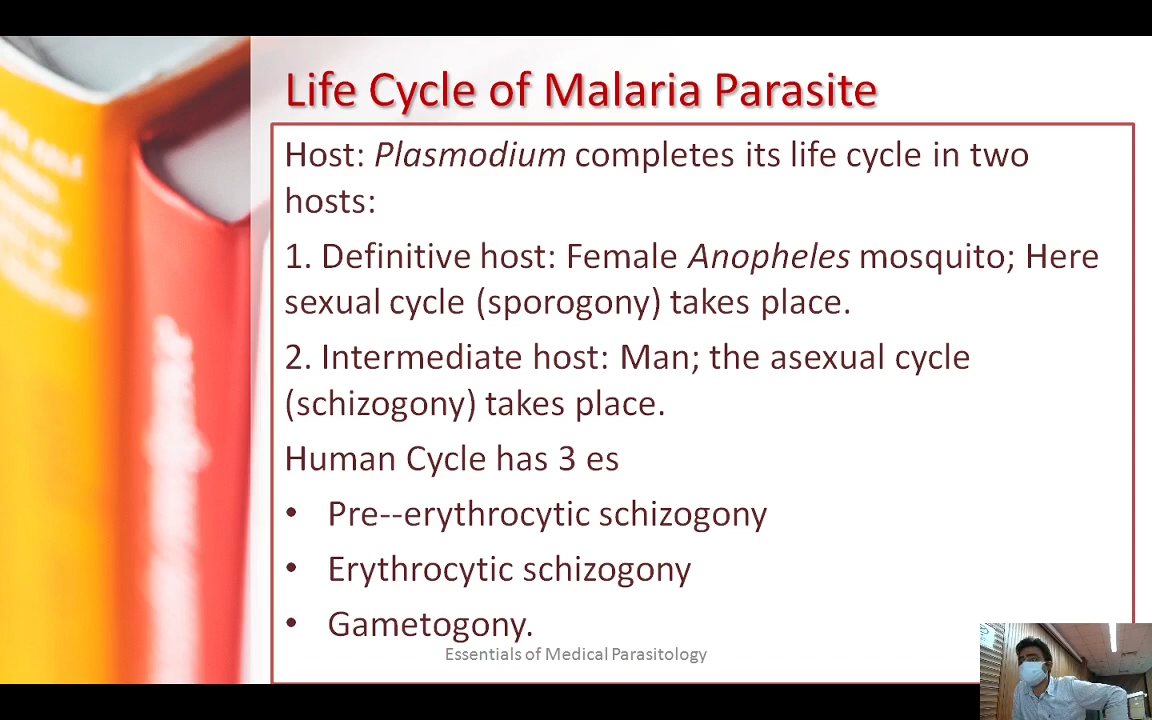 Life Cycle of Malaria Parasite
Host: Plasmodium completes its life cycle in two
hosts:
1. Definitive host: Female Anopheles mosquito; Here
sexual cycle (sporogony) takes place.
2. Intermediate host: Man; the asexual cycle
(schizogony) takes place.
Human Cycle has 3 es
• Pre--erythrocytic schizogony
• Erythrocytic schizogony
• Gametogony.
Essentials of Medical Parasitology